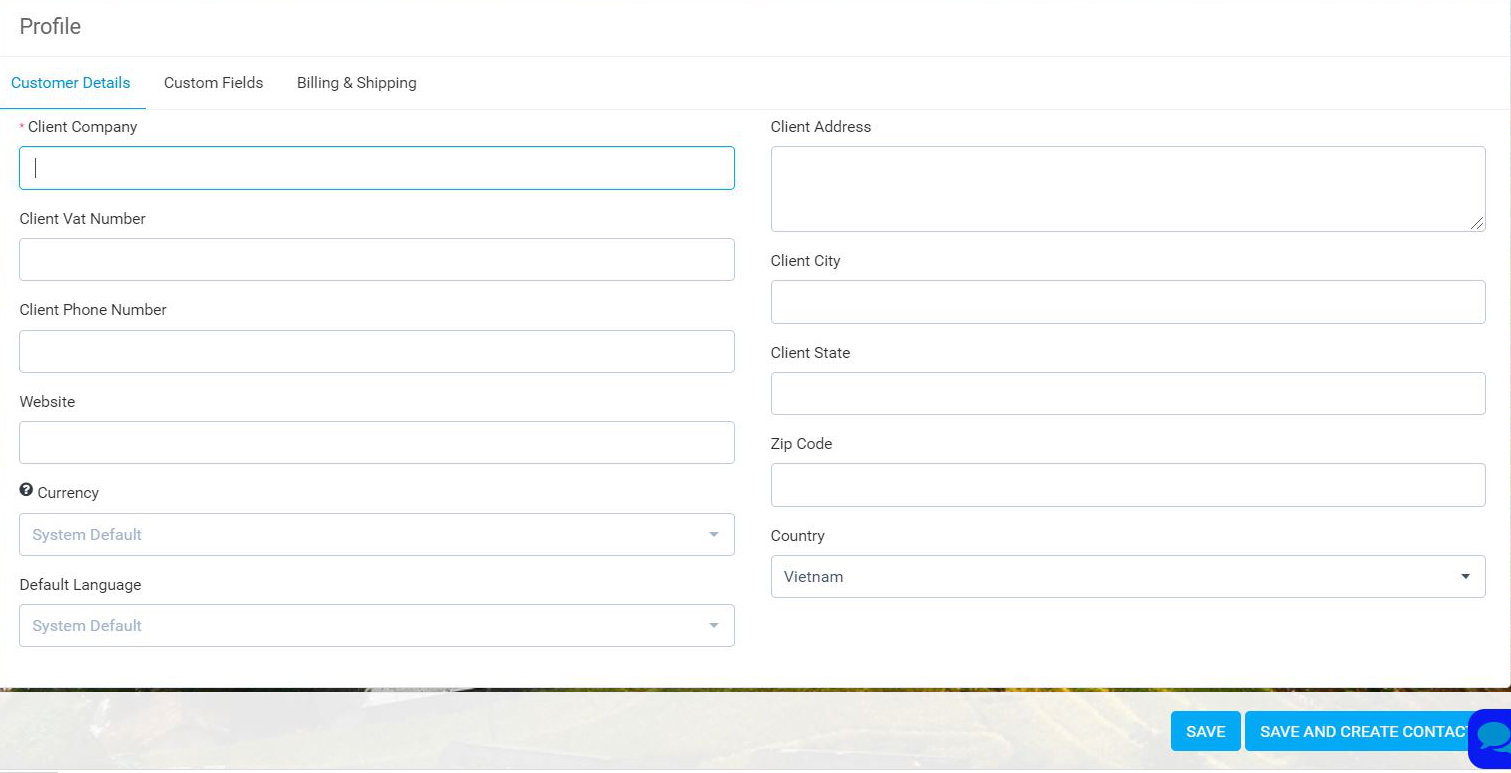 Profile
Customer Details Custom Fields Billing & Shipping
* Client Company
Client Vat Number
Client Phone Number
Website
Currency
System Default
Default Language
System Default
Client Address
Client City
Client State
Zip Code
Country
Vietnam
SAVE SAVE AND CREATE CONTACT